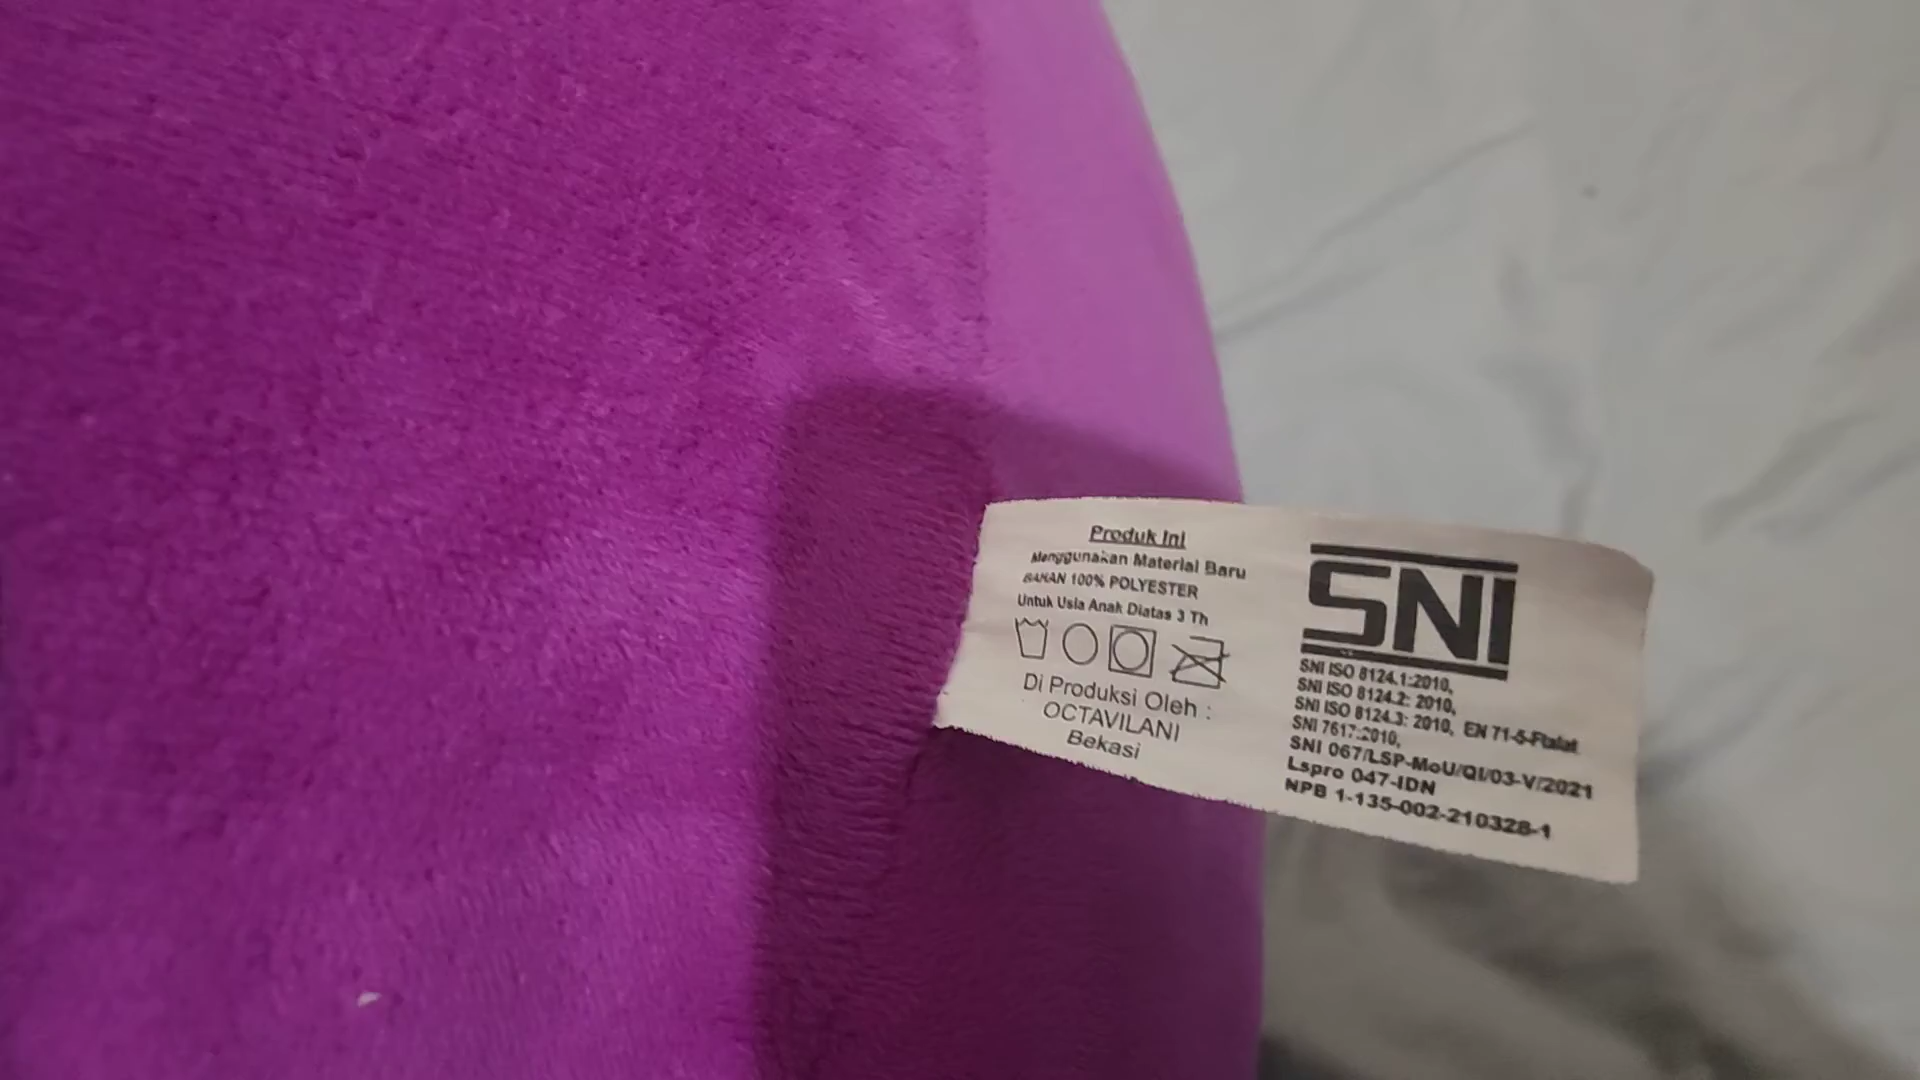 Produk Ini
Menggunakan Material Baru
BAHAN 100% POLYESTER
Untuk Usia Anak Diatas 3 Th
Di Produksi Oleh :
OCTAVILANI
Bekasi
SNI
SNI ISO 8124.1:2010,
SNI ISO 8124.2: 2010,
SNI ISO 8124.3: 2010, EN 71-5-Ftalat
SNI 7617:2010,
SNI 067/LSP-MoU/QI/03-V/2021
Lspro 047-IDN
NPB 1-135-002-210328-1